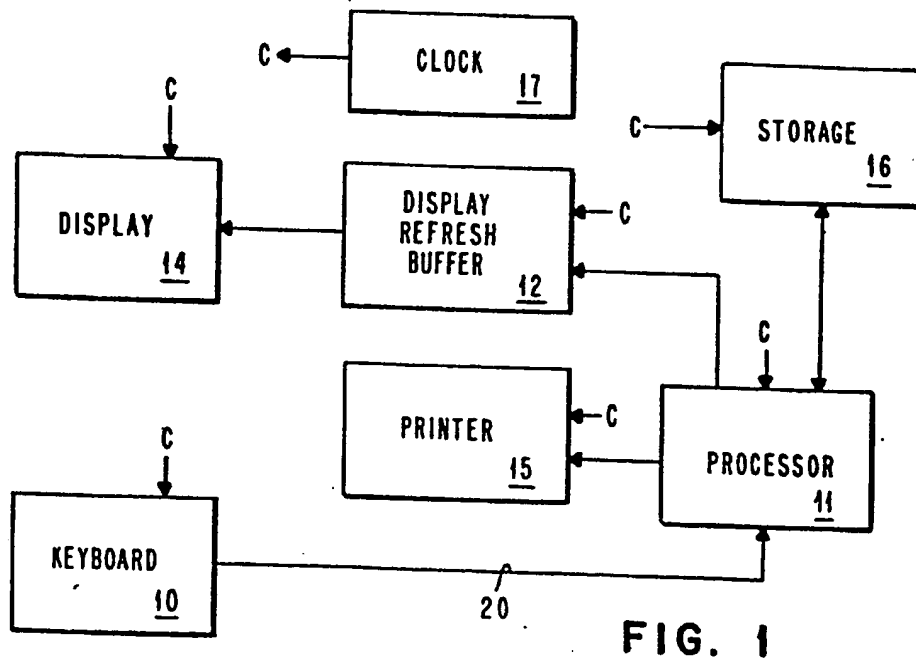 C
CLOCK
17
C
DISPLAY
14
DISPLAY
REFRESH
BUFFER
12
C
C
STORAGE
16
PRINTER
15
C
C
PROCESSOR
11
C
KEYBOARD
10
20
FIG. 1